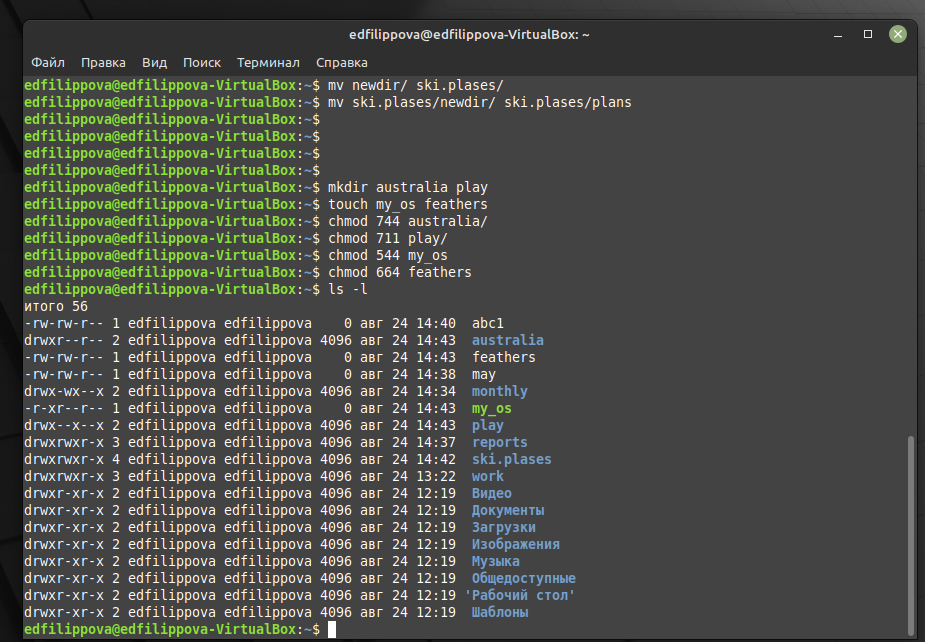 edfilippova@edfilippova-VirtualBox: ~
Файл Правка Вид Поиск Терминал Справка
edfilippova@edfilippova-VirtualBox:~$ mv newdir/ ski.plases/
edfilippova@edfilippova-VirtualBox:~$ mv ski.plases/newdir/ ski.plases/plans
edfilippova@edfilippova-VirtualBox:~$
edfilippova@edfilippova-VirtualBox:~$
edfilippova@edfilippova-VirtualBox:~$
edfilippova@edfilippova-VirtualBox:~$
edfilippova@edfilippova-VirtualBox:~$ mkdir australia play
edfilippova@edfilippova-VirtualBox:~$ touch my_os feathers
edfilippova@edfilippova-VirtualBox:~$ chmod 744 australia/
edfilippova@edfilippova-VirtualBox:~$ chmod 711 play/
edfilippova@edfilippova-VirtualBox:~$ chmod 544 my_os
edfilippova@edfilippova-VirtualBox:~$ chmod 664 feathers
edfilippova@edfilippova-VirtualBox:~$ ls -l
итого 56
-rw-rw-r-- 1 edfilippova edfilippova    0 авг 24 14:40  abc1
drwxr--r-- 2 edfilippova edfilippova 4096 авг 24 14:43  australia
-rw-rw-r-- 1 edfilippova edfilippova    0 авг 24 14:43  feathers
-rw-rw-r-- 1 edfilippova edfilippova    0 авг 24 14:38  may
drwx-wx--x 2 edfilippova edfilippova 4096 авг 24 14:34  monthly
-r-xr--r-- 1 edfilippova edfilippova    0 авг 24 14:43  my_os
drwx--x--x 2 edfilippova edfilippova 4096 авг 24 14:43  play
drwxrwxr-x 3 edfilippova edfilippova 4096 авг 24 14:37  reports
drwxrwxr-x 4 edfilippova edfilippova 4096 авг 24 14:42  ski.plases
drwxrwxr-x 3 edfilippova edfilippova 4096 авг 24 13:22  work
drwxr-xr-x 2 edfilippova edfilippova 4096 авг 24 12:19  Видео
drwxr-xr-x 2 edfilippova edfilippova 4096 авг 24 12:19  Документы
drwxr-xr-x 2 edfilippova edfilippova 4096 авг 24 12:19  Загрузки
drwxr-xr-x 2 edfilippova edfilippova 4096 авг 24 12:19  Изображения
drwxr-xr-x 2 edfilippova edfilippova 4096 авг 24 12:19  Музыка
drwxr-xr-x 2 edfilippova edfilippova 4096 авг 24 12:19  Общедоступные
drwxr-xr-x 2 edfilippova edfilippova 4096 авг 24 12:19 'Рабочий стол'
drwxr-xr-x 2 edfilippova edfilippova 4096 авг 24 12:19  Шаблоны
edfilippova@edfilippova-VirtualBox:~$